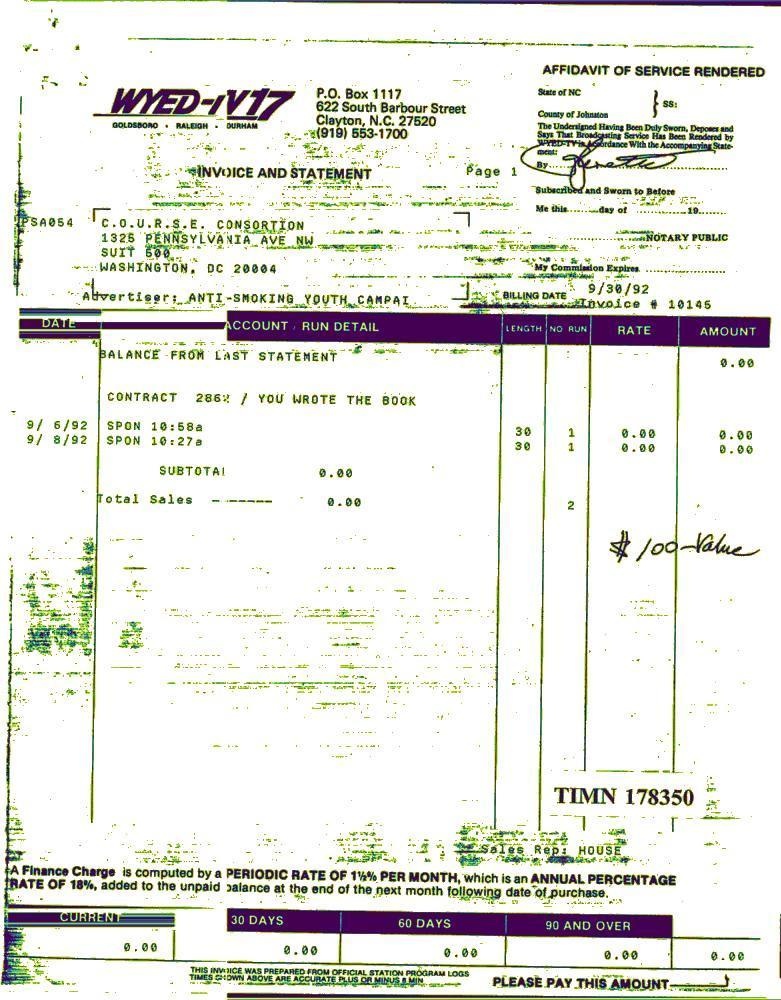 WYED-TV17
GOLDSBORO • RALEIGH • DURHAM
P.O. Box 1117
622 South Barbour Street
Clayton, N.C. 27520
(919) 553-1700
AFFIDAVIT OF SERVICE RENDERED
State of NC
SS:
County of Johnston
The Undersigned Having Been Duly Sworn, Deposes and
Says That Broadcasting Service Has Been Rendered by
WYED-TV in Accordance With the Accompanying State-
ment:
By
Subscribed and Sworn to Before
Me this........day of ................19........
NOTARY PUBLIC
My Commission Expires
INVOICE AND STATEMENT
Page 1
PSA054
C.O.U.R.S.E. CONSORTION
1325 PENNSYLVANIA AVE NW
SUIT 500
WASHINGTON, DC 20004
Advertiser: ANTI-SMOKING YOUTH CAMPAI
BILLING DATE 9/30/92
Invoice # 10145
DATE ACCOUNT / RUN DETAIL LENGTH NO RUN RATE AMOUNT
BALANCE FROM LAST STATEMENT 0.00
CONTRACT / YOU WROTE THE BOOK
9/ 6/92 SPON 10:58a 30 1 0.00 0.00
9/ 8/92 SPON 10:27a 30 1 0.00 0.00
SUBTOTAL 0.00
Total Sales ------- 0.00 2
$100 - Value
TIMN 178350
Sales Rep: HOUSE
A Finance Charge is computed by a PERIODIC RATE OF 1½% PER MONTH, which is an ANNUAL PERCENTAGE
RATE OF 18%, added to the unpaid balance at the end of the next month following date of purchase.
CURRENT 30 DAYS 60 DAYS 90 AND OVER
0.00 0.00 0.00 0.00 0.00
THIS INVOICE WAS PREPARED FROM OFFICIAL STATION PROGRAM LOGS
TIMES SHOWN ABOVE ARE ACCURATE PLUS OR MINUS 8 MIN.
PLEASE PAY THIS AMOUNT